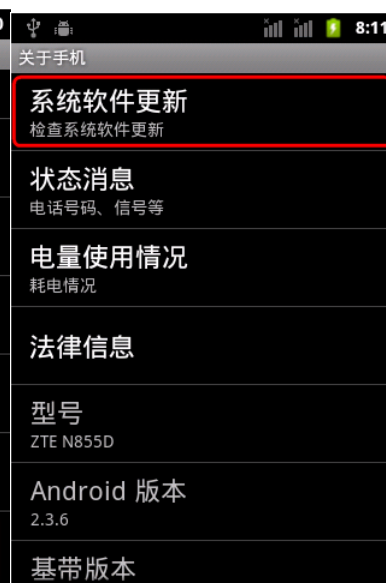 8:11
关于手机
系统软件更新
检查系统软件更新
状态消息
电话号码、信号等
电量使用情况
耗电情况
法律信息
型号
ZTE N855D
Android 版本
2.3.6
基带版本